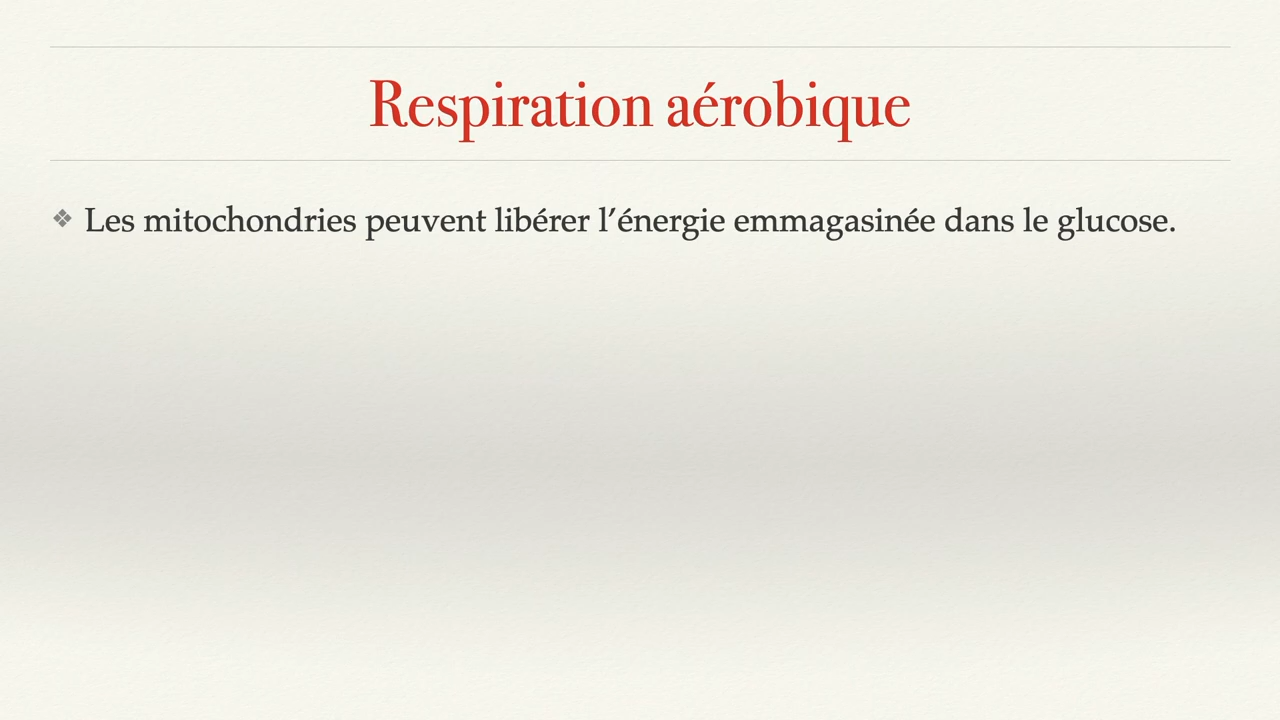 Respiration aérobique
❖ Les mitochondries peuvent libérer l’énergie emmagasinée dans le glucose.